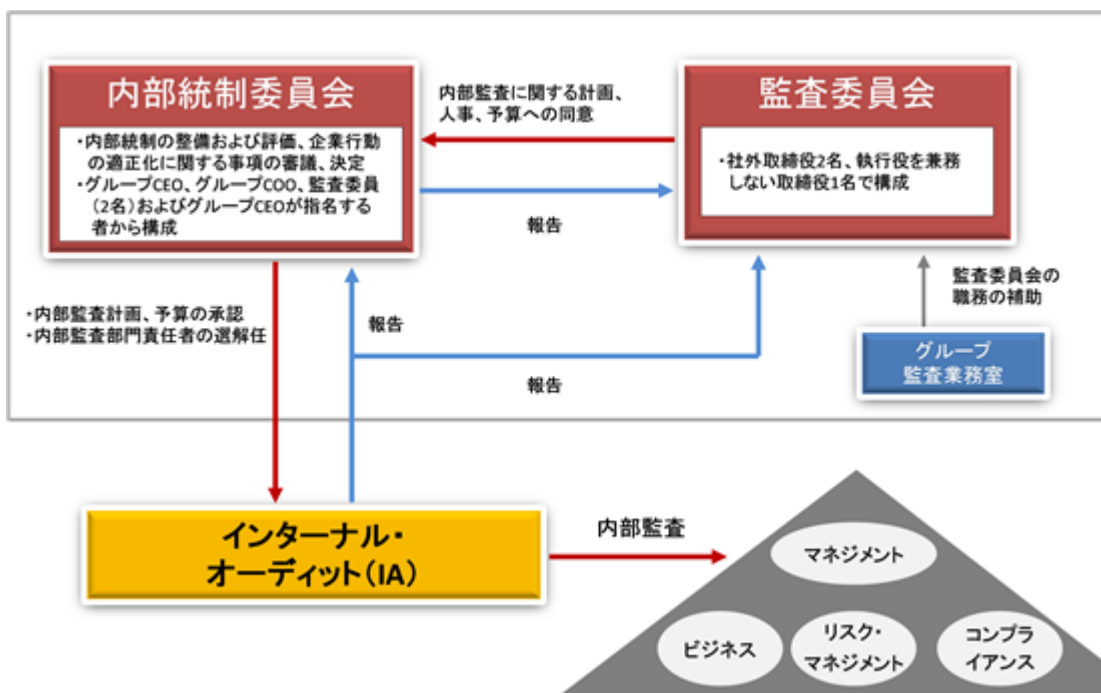 内部統制委員会
・内部統制の整備および評価、企業行動
の適正化に関する事項の審議、決定
・グループCEO、グループCOO、監査委員
(2名)およびグループCEOが指名する
者から構成
内部監査に関する計画、
人事、予算への同意
報告
監査委員会
・社外取締役2名、執行役を兼務
しない取締役1名で構成
・内部監査計画、予算の承認
・内部監査部門責任者の選解任
報告
報告
監査委員会の
職務の補助
グループ
監査業務室
インターナル・
オーディット(IA)
内部監査
マネジメント
ビジネス
リスク・
マネジメント
コンプラ
イアンス